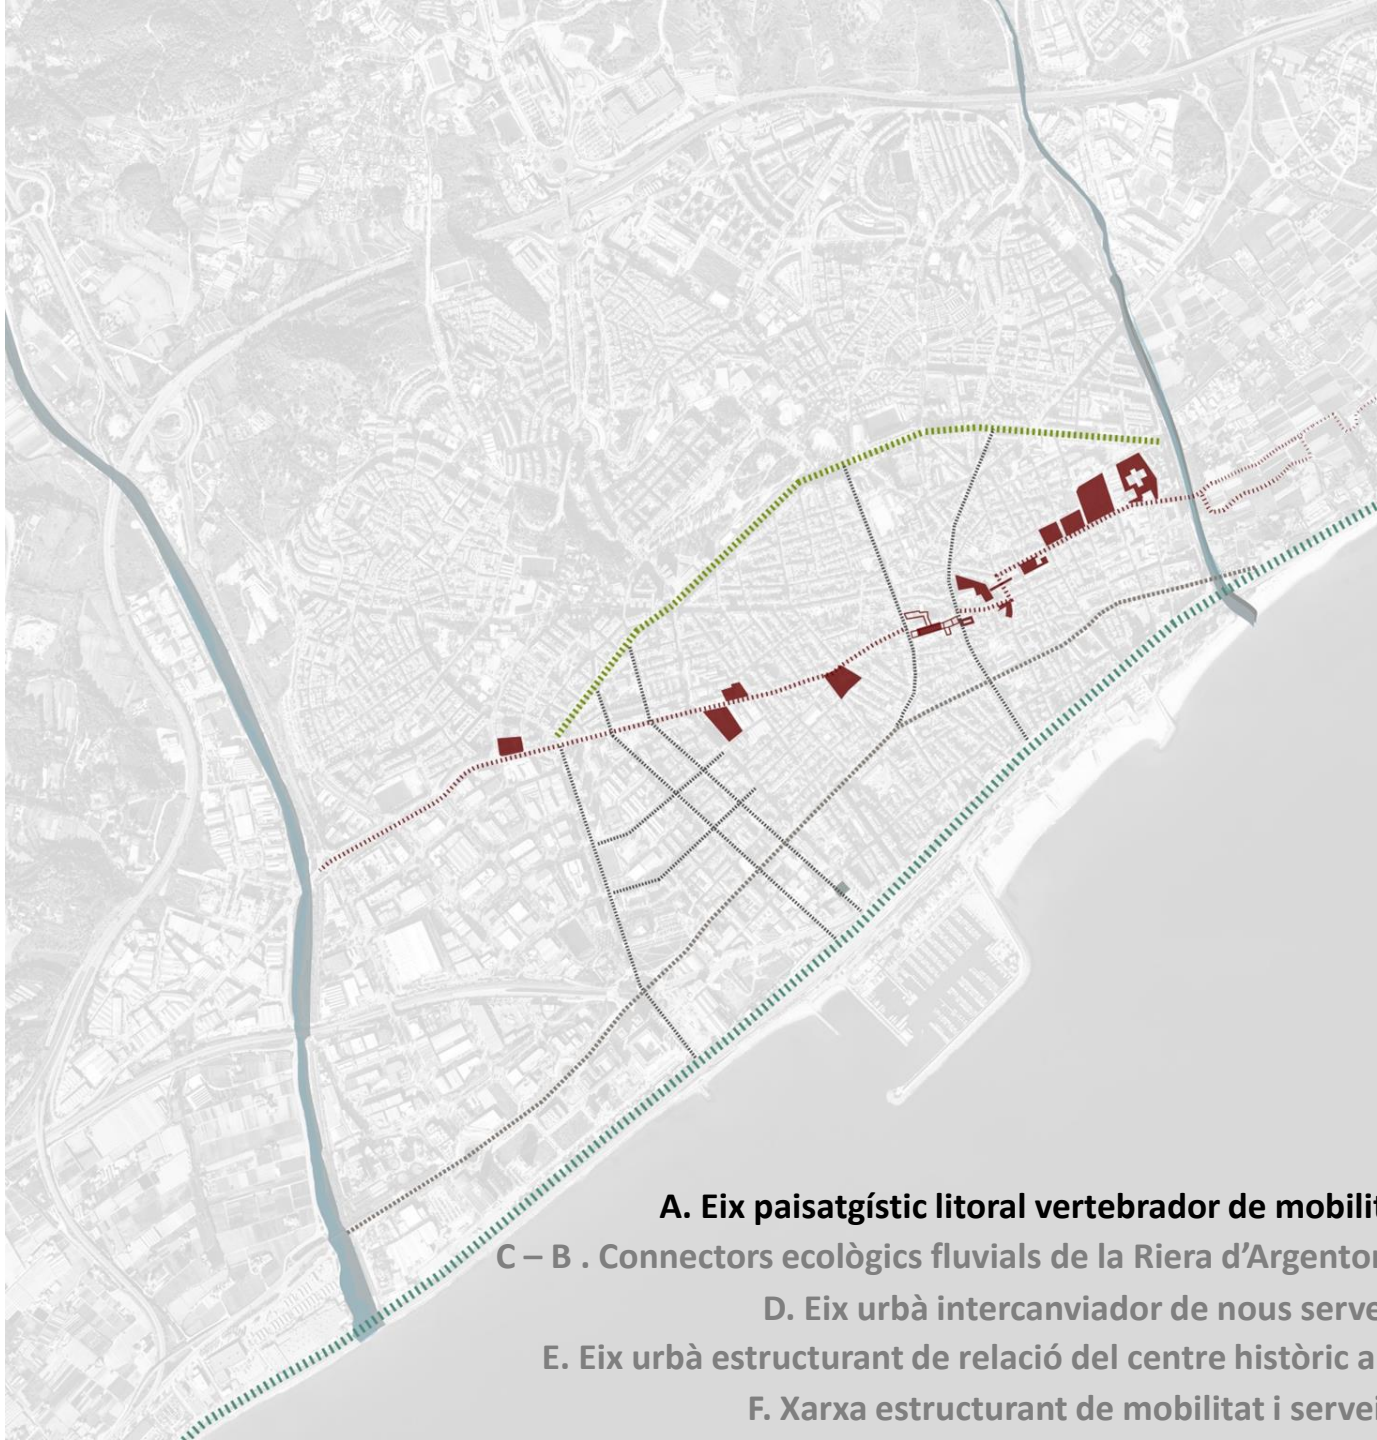 A. Eix paisatgístic litoral vertebrador de mobilit
C – B . Connectors ecològics fluvials de la Riera d'Argento
D. Eix urbà intercanviador de nous serve
E. Eix urbà estructurant de relació del centre històric a
F. Xarxa estructurant de mobilitat i servei